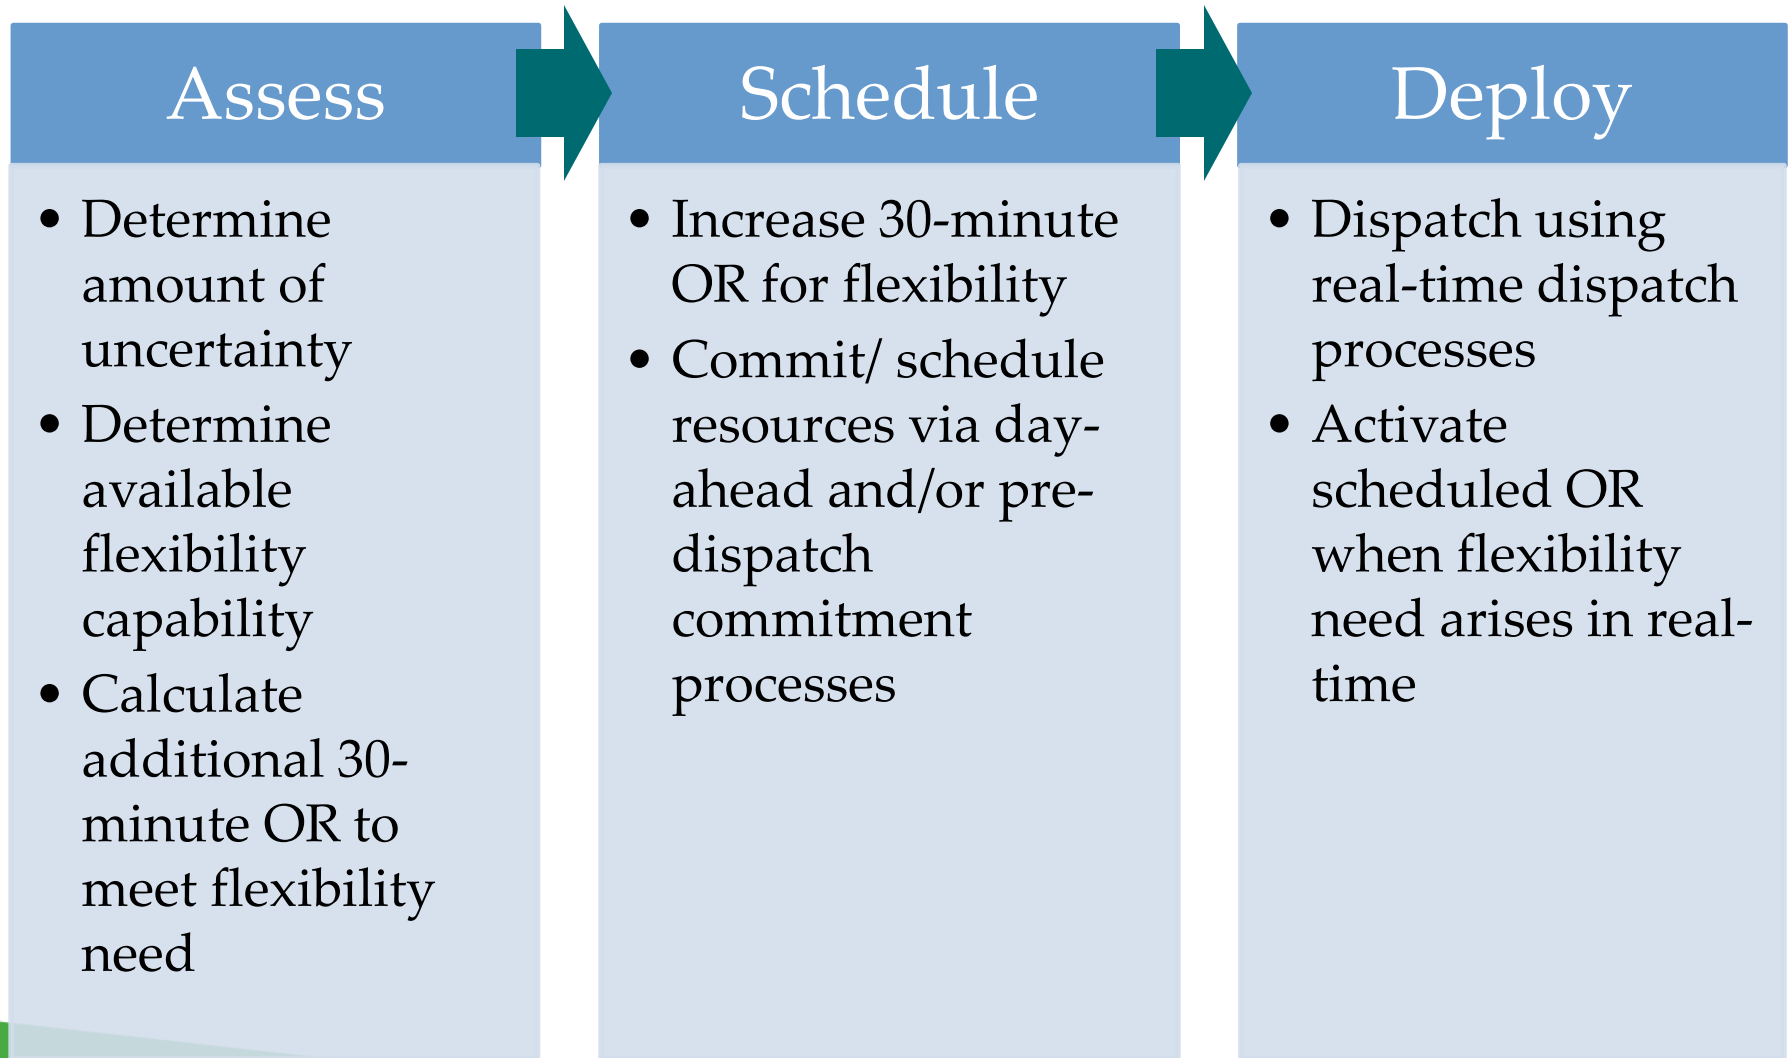 Assess
• Determine
amount of
uncertainty
• Determine
available
flexibility
capability
• Calculate
additional 30-
minute OR to
meet flexibility
need
Schedule
• Increase 30-minute
OR for flexibility
• Commit/ schedule
resources via day-
ahead and/or pre-
dispatch
commitment
processes
Deploy
• Dispatch using
real-time dispatch
processes
• Activate
scheduled OR
when flexibility
need arises in real-
time